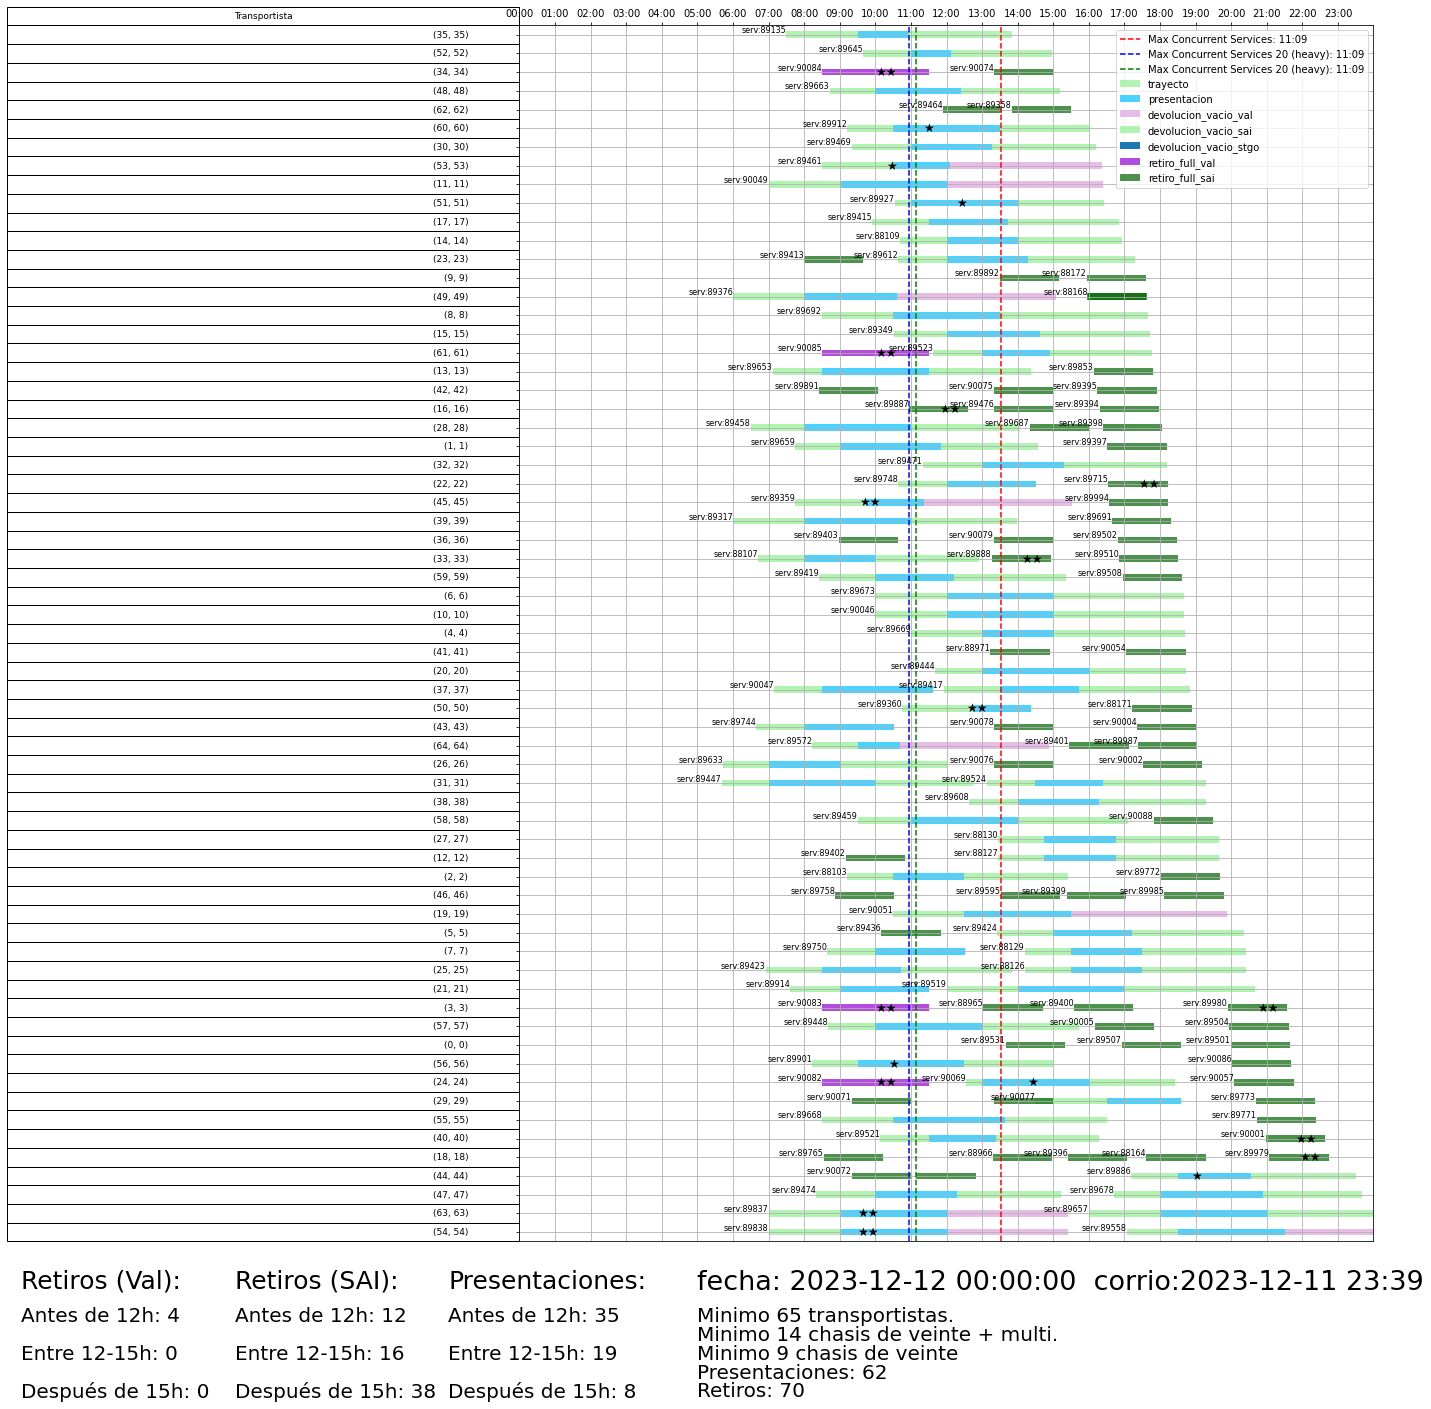 Transportista 00:00 01:00 02:00 03:00 04:00 05:00 06:00 07:00 08:00 09:00 10:00 11:00 12:00 13:00 14:00 15:00 16:00 17:00 18:00 19:00 20:00 21:00 22:00 23:00
Max Concurrent Services: 11:09
Max Concurrent Services 20 (heavy): 11:09
Max Concurrent Services 20 (heavy): 11:09
trayecto
presentacion
devolucion_vacio_val
devolucion_vacio_sai
devolucion_vacio_stgo
retiro_full_val
retiro_full_sai
(35, 35) serv:89135
(52, 52) serv:89645
(34, 34) serv:90084 serv:90074
(48, 48) serv:89663
(62, 62) serv:89464 serv:89358
(60, 60) serv:89912
(30, 30) serv:89469
(53, 53) serv:89461
(11, 11) serv:90049
(51, 51) serv:89927
(17, 17) serv:89415
(14, 14) serv:88109
(23, 23) serv:89413 serv:89612
(9, 9) serv:89892 serv:88172
(49, 49) serv:89376 serv:88168
(8, 8) serv:89692
(15, 15) serv:89349
(61, 61) serv:90085 serv:89523
(13, 13) serv:89653 serv:89853
(42, 42) serv:89891 serv:90075 serv:89395
(16, 16) serv:89887 serv:89476 serv:89394
(28, 28) serv:89458 serv:89687 serv:89398
(1, 1) serv:89659 serv:89397
(32, 32) serv:89471
(22, 22) serv:89748 serv:89715
(45, 45) serv:89359 serv:89994
(39, 39) serv:89317 serv:89691
(36, 36) serv:89403 serv:90079 serv:89502
(33, 33) serv:88107 serv:89888 serv:89510
(59, 59) serv:89419 serv:89508
(6, 6) serv:89673
(10, 10) serv:90046
(4, 4) serv:89669
(41, 41) serv:88971 serv:90054
(20, 20) serv:89444
(37, 37) serv:90047 serv:89417
(50, 50) serv:89360 serv:88171
(43, 43) serv:89744 serv:90078 serv:90004
(64, 64) serv:89572 serv:89401 serv:89987
(26, 26) serv:89633 serv:90076 serv:90002
(31, 31) serv:89447 serv:89524
(38, 38) serv:89608
(58, 58) serv:89459 serv:90088
(27, 27) serv:88130
(12, 12) serv:89402 serv:88127
(2, 2) serv:88103 serv:89772
(46, 46) serv:89758 serv:89595 serv:89399 serv:89985
(19, 19) serv:90051
(5, 5) serv:89436 serv:89424
(7, 7) serv:89750 serv:88129
(25, 25) serv:89423 serv:88126
(21, 21) serv:89914 serv:89519
(3, 3) serv:90083 serv:88965 serv:89400 serv:89980
(57, 57) serv:89448 serv:90005 serv:89504
(0, 0) serv:89531 serv:89507 serv:89501
(56, 56) serv:89901 serv:90086
(24, 24) serv:90082 serv:90069 serv:90057
(29, 29) serv:90071 serv:90077 serv:89773
(55, 55) serv:89668 serv:89771
(40, 40) serv:89521 serv:90001
(18, 18) serv:89765 serv:88966 serv:89396 serv:88164 serv:89979
(44, 44) serv:90072 serv:89886
(47, 47) serv:89474 serv:89678
(63, 63) serv:89837 serv:89657
(54, 54) serv:89838 serv:89558
Retiros (Val): Retiros (SAI): Presentaciones: fecha: 2023-12-12 00:00:00 corrio:2023-12-11 23:39
Antes de 12h: 4 Antes de 12h: 12 Antes de 12h: 35 Minimo 65 transportistas.
Minimo 14 chasis de veinte + multi.
Entre 12-15h: 0 Entre 12-15h: 16 Entre 12-15h: 19 Minimo 9 chasis de veinte
Presentaciones: 62
Después de 15h: 0 Después de 15h: 38 Después de 15h: 8 Retiros: 70